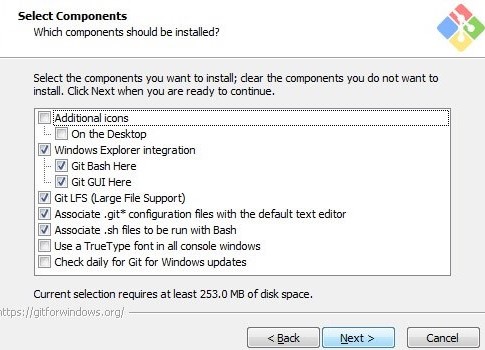 Select Components
Which components should be installed?
Select the components you want to install; clear the components you do not want to
install. Click Next when you are ready to continue.
Additional icons
On the Desktop
Windows Explorer integration
Git Bash Here
Git GUI Here
Git LFS (Large File Support)
Associate .git* configuration files with the default text editor
Associate .sh files to be run with Bash
Use a TrueType font in all console windows
Check daily for Git for Windows updates
Current selection requires at least 253.0 MB of disk space.
https://gitforwindows.org/
< Back
Next >
Cancel